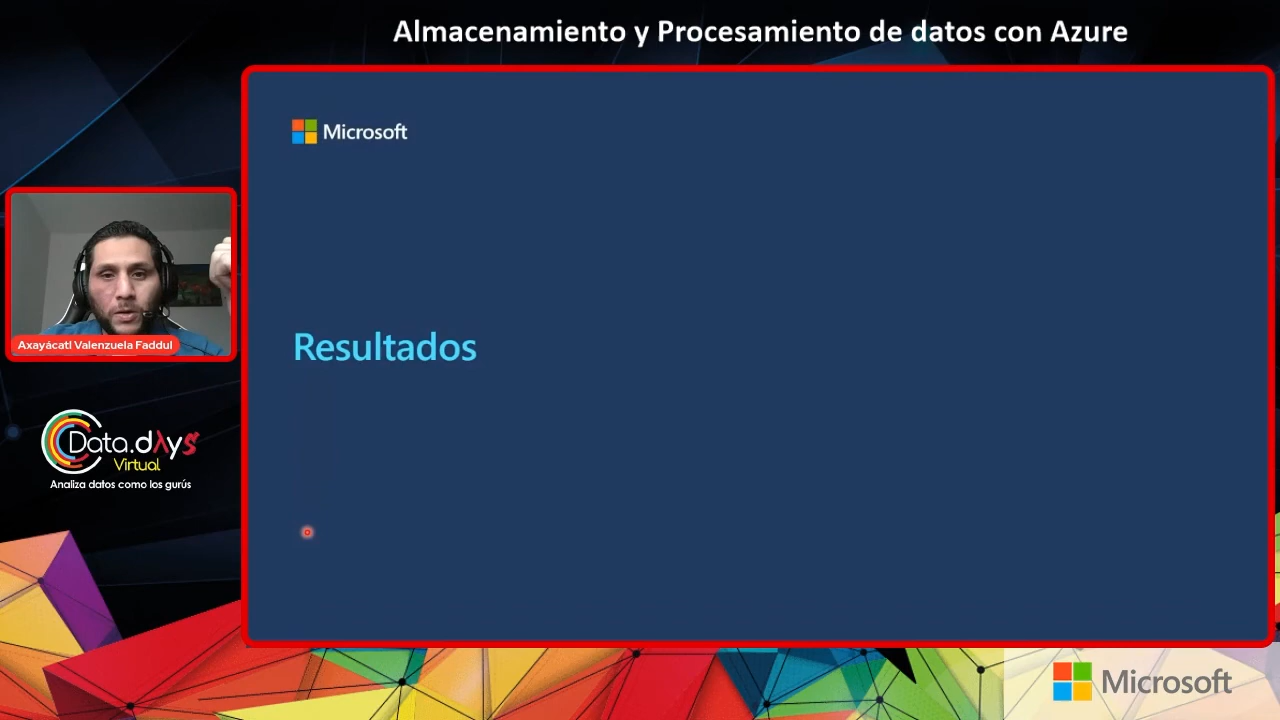 Almacenamiento y Procesamiento de datos con Azure
Microsoft
Resultados
Axayácatl Valenzuela Faddul
Data.dλys
Virtual
Analiza datos como los gurús
Microsoft